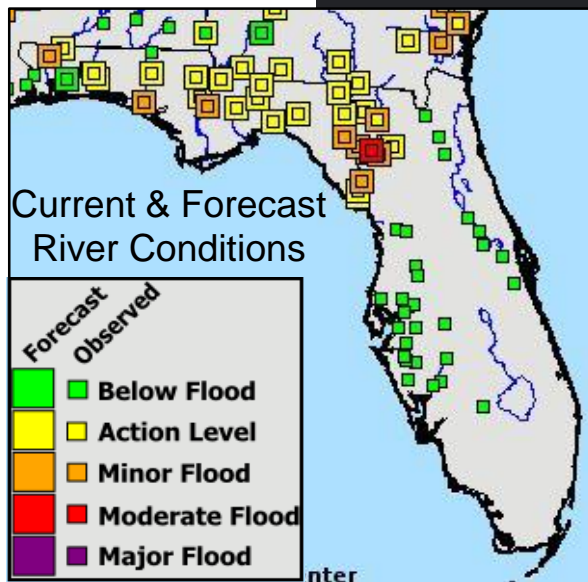 Current & Forecast
River Conditions
Forecast
Observed
Below Flood
Action Level
Minor Flood
Moderate Flood
Major Flood
nter